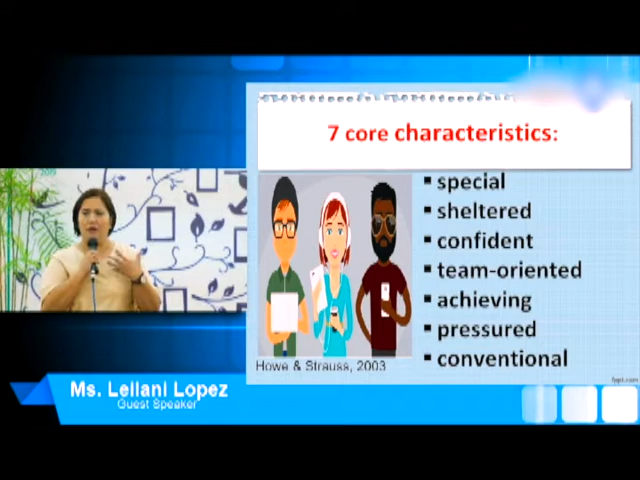 2019
7 core characteristics:
special
sheltered
confident
team-oriented
achieving
pressured
conventional
Howe & Strauss, 2003
fppt.com
Ms. Leilani Lopez
Guest Speaker